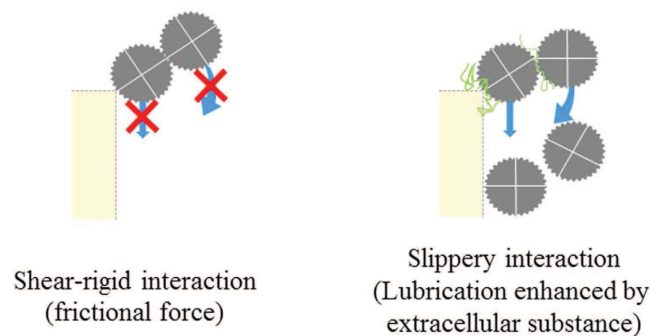 Shear-rigid interaction
(frictional force)
Slippery interaction
(Lubrication enhanced by
extracellular substance)